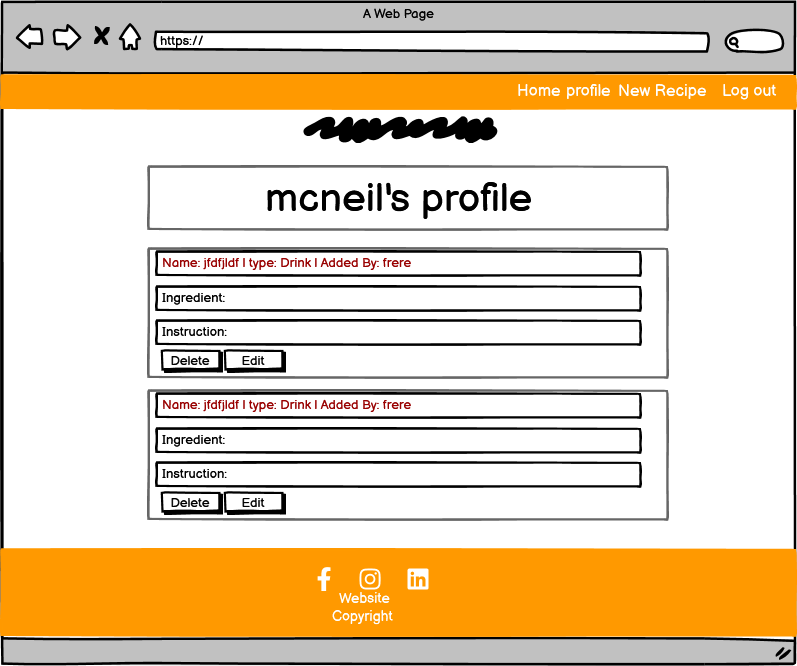 A Web Page
https://
Home profile New Recipe Log out
mcneil's profile
Name: jfdfjldf | type: Drink | Added By: frere
Ingredient:
Instruction:
Delete Edit
Name: jfdfjldf | type: Drink | Added By: frere
Ingredient:
Instruction:
Delete Edit
Website
Copyright